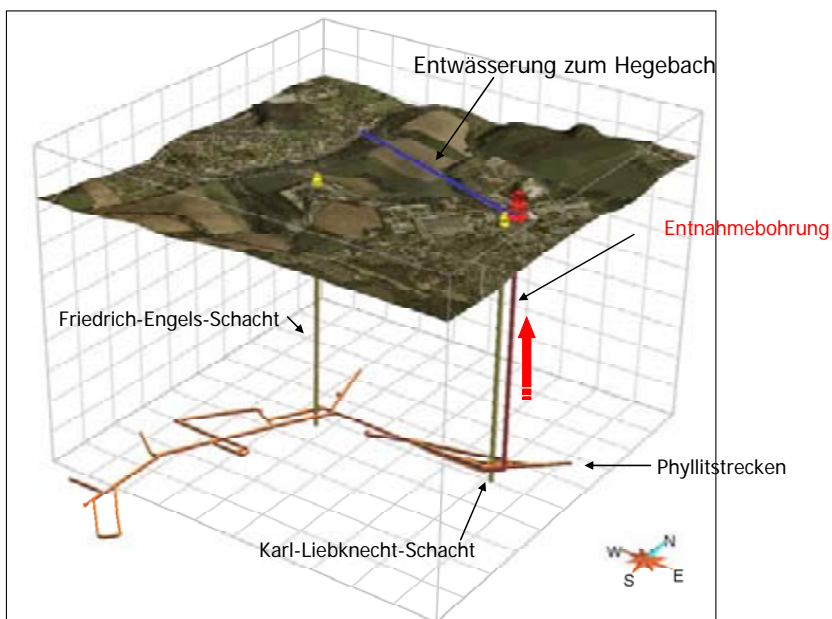 Entwässerung zum Hegebach
Entnahmebohrung
Friedrich-Engels-Schacht
Phyllitstrecken
Karl-Liebknecht-Schacht
W
N
S
E